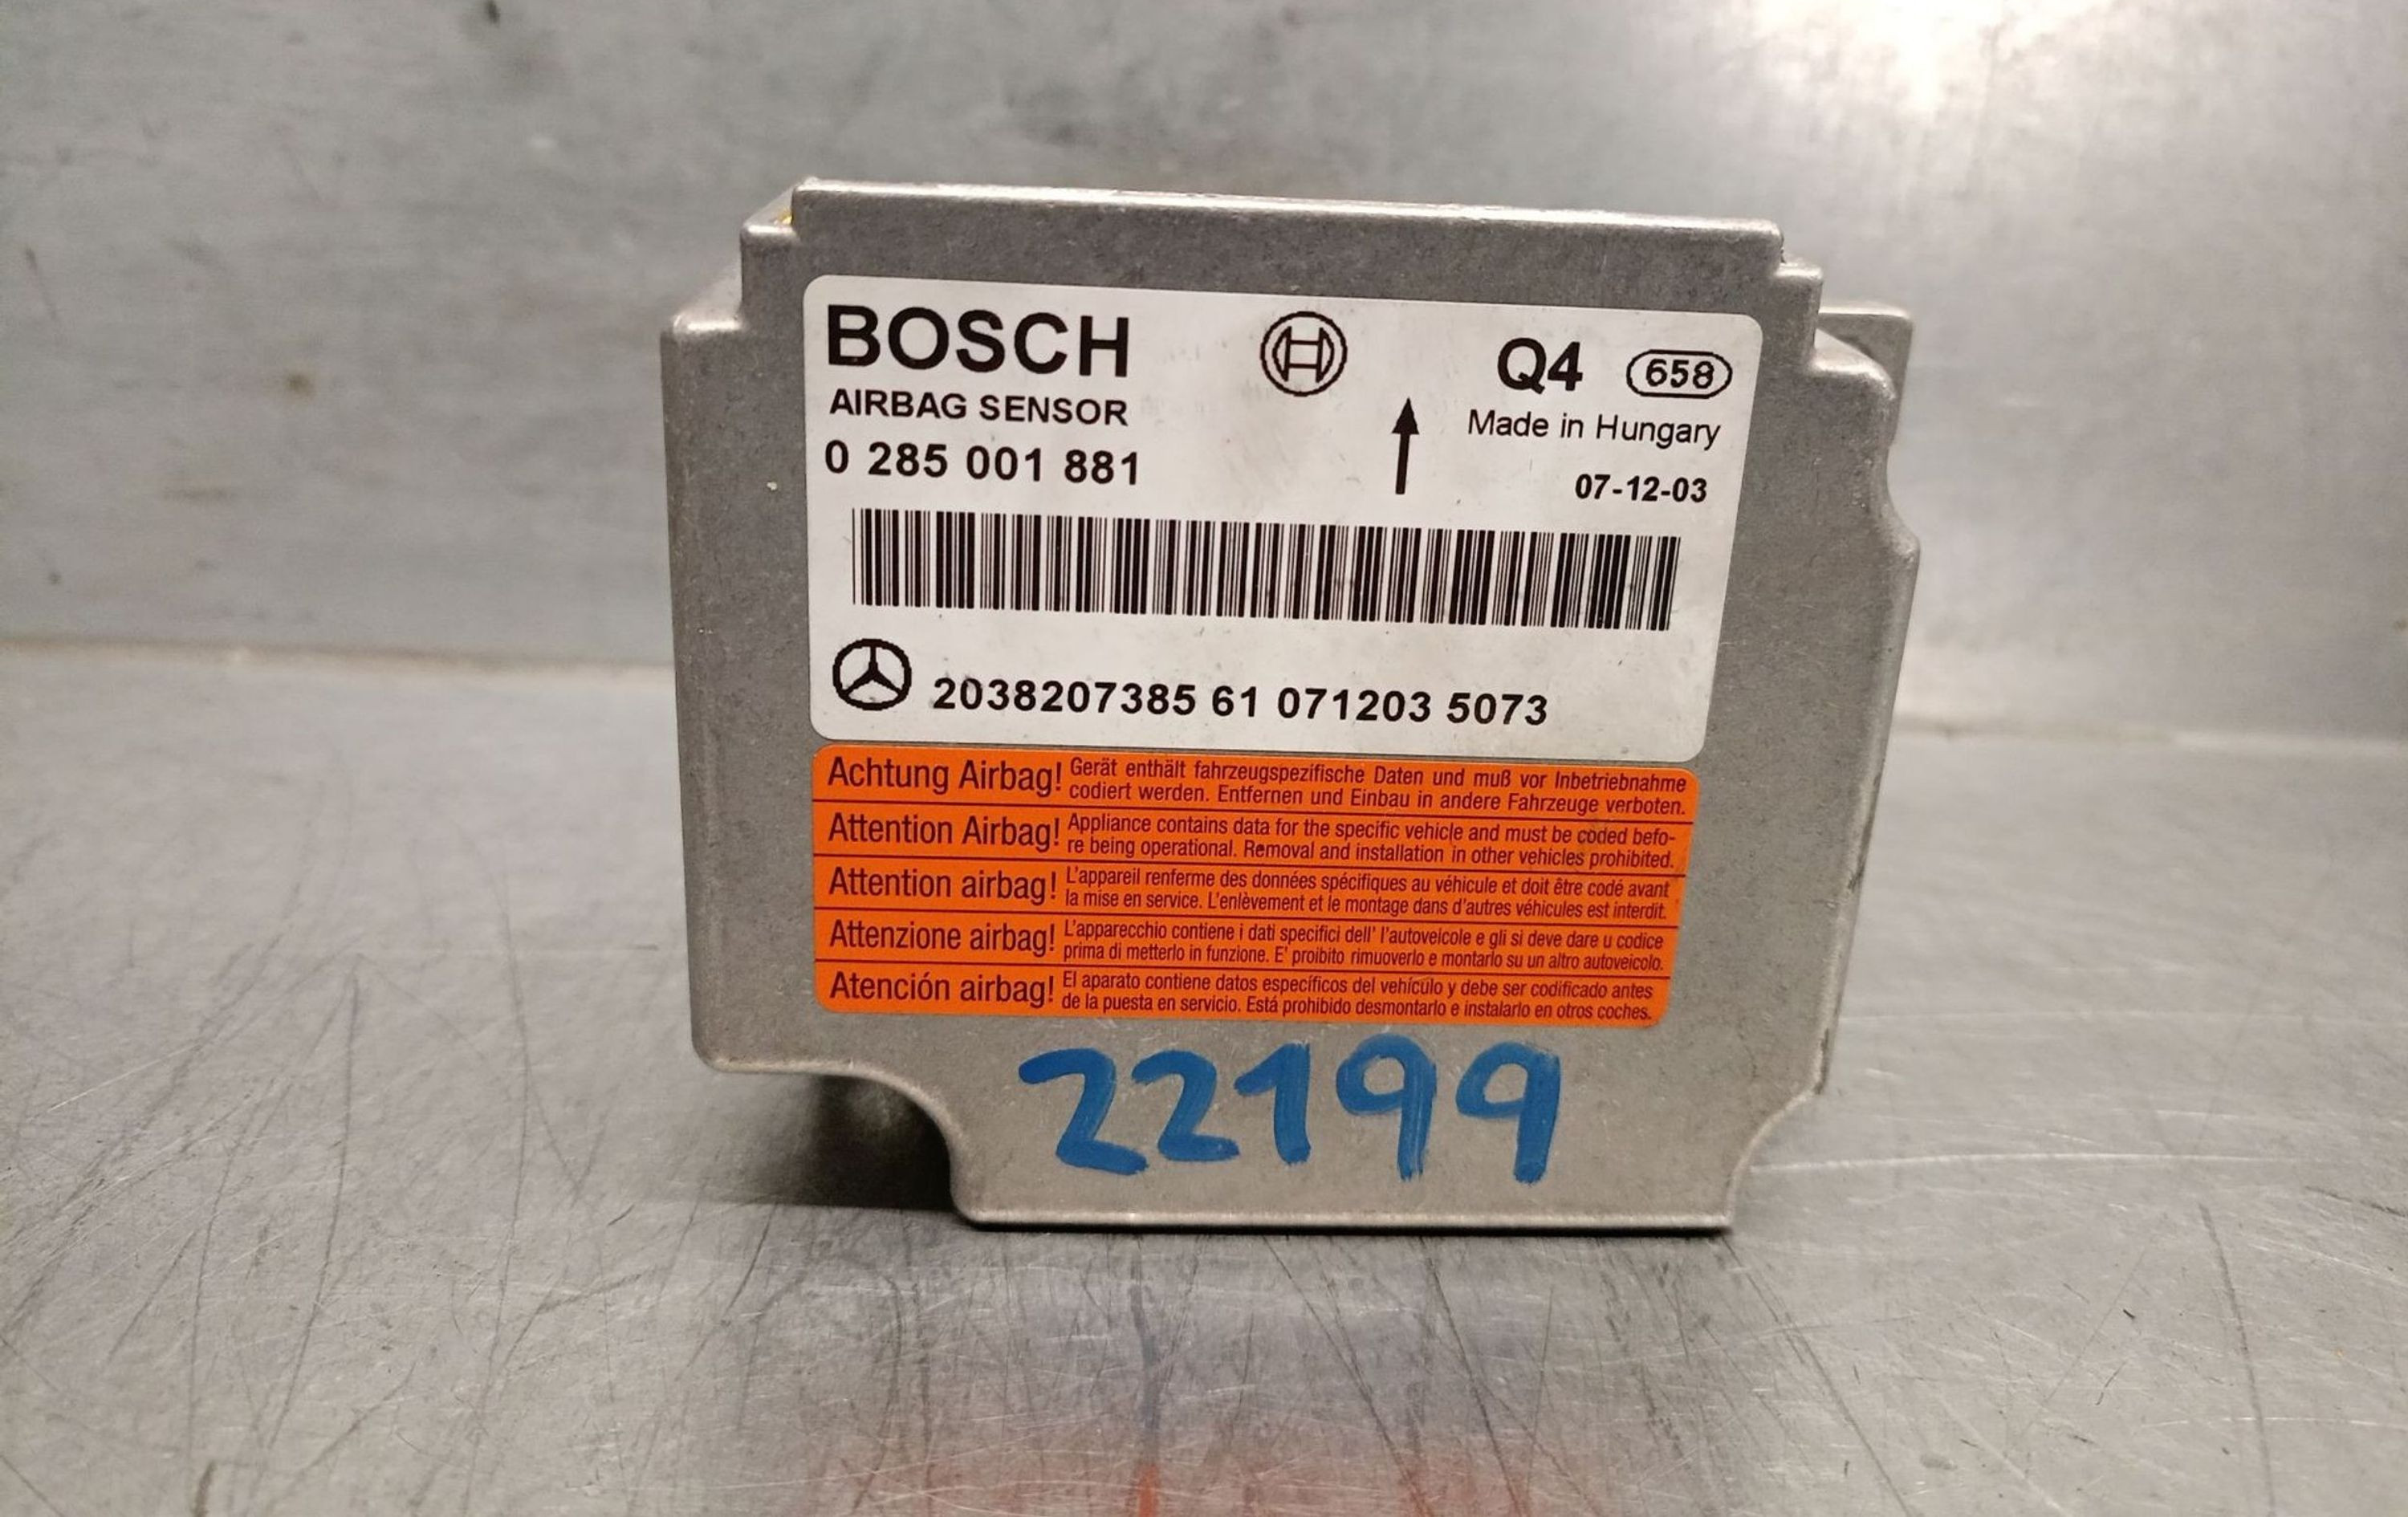 BOSCH
Q4 658
AIRBAG SENSOR
Made in Hungary
0 285 001 881
07-12-03
2038207385 61 071203 5073
Achtung Airbag! Gerät enthält fahrzeugspezifische Daten und muß vor Inbetriebnahme
codiert werden. Entfernen und Einbau in andere Fahrzeuge verboten.
Attention Airbag! Appliance contains data for the specific vehicle and must be coded befo-
re being operational. Removal and installation in other vehicles prohibited.
Attention airbag! L'appareil renferme des données spécifiques au véhicule et doit être codé avant
la mise en service. L'enlèvement et le montage dans d'autres véhicules est interdit.
Attenzione airbag! L'apparecchio contiene i dati specifici dell' l'autoveicole e gli si deve dare u codice
prima di metterlo in funzione. E' proibito rimuoverlo e montarlo su un altro autoveicolo.
Atención airbag! El aparato contiene datos específicos del vehículo y debe ser codificado antes
de la puesta en servicio. Está prohibido desmontarlo e instalarlo en otros coches.
22199